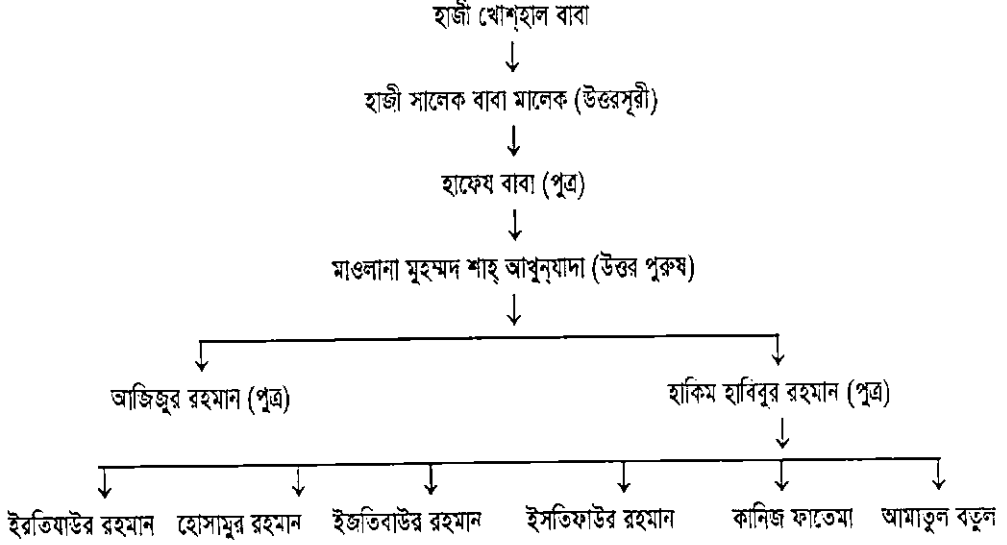 হাজী খোশ্‌হাল বাবা
হাজী সালেক বাবা মালেক (উত্তরসূরী)
হাফেয বাবা (পুত্র)
মাওলানা মুহম্মদ শাহ্ আখুন্‌যাদা (উত্তর পুরুষ)
আজিজুর রহমান (পুত্র) হাকিম হাবিবুর রহমান (পুত্র)
ইরতিযাউর রহমান হোসামুর রহমান ইজতিবাউর রহমান ইসতিফাউর রহমান কানিজ ফাতেমা আমাতুল বতুল